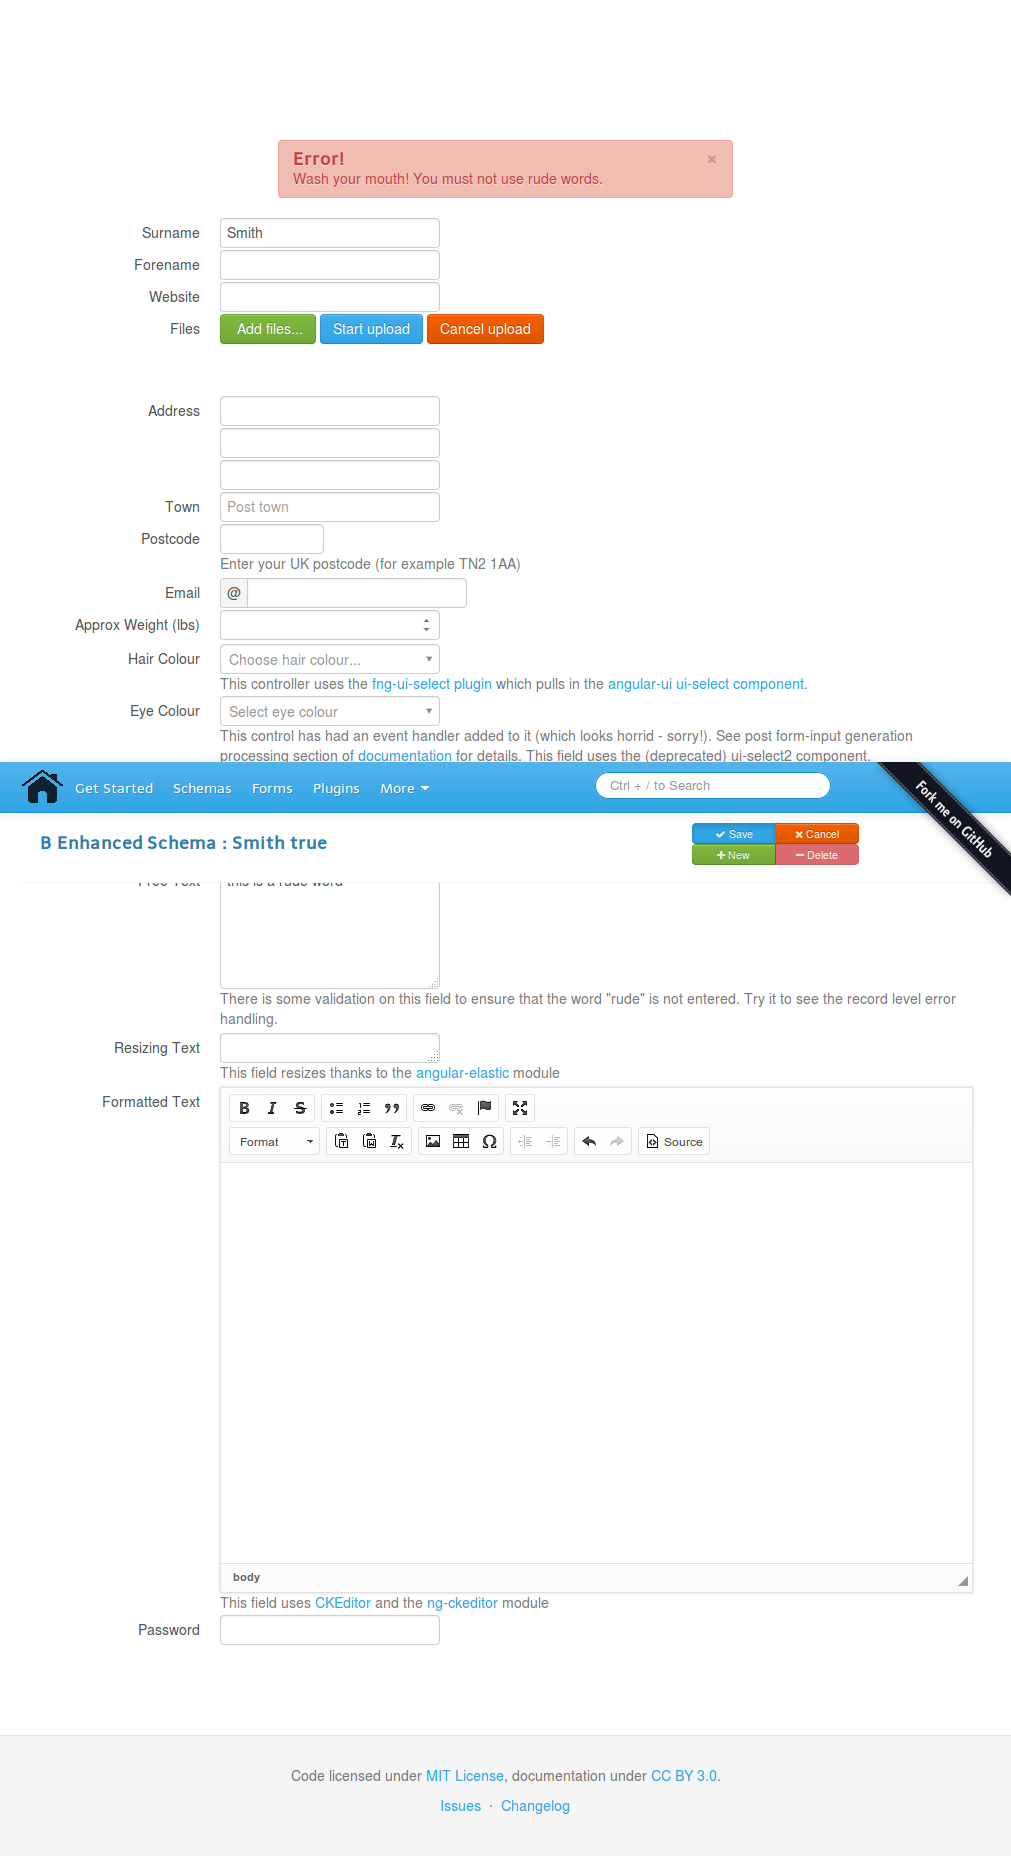 Error!
×
Wash your mouth! You must not use rude words.
Surname Smith
Forename
Website
Files Add files... Start upload Cancel upload
Address
Town Post town
Postcode
Enter your UK postcode (for example TN2 1AA)
Email @
Approx Weight (lbs)
Hair Colour Choose hair colour...
This controller uses the fng-ui-select plugin which pulls in the angular-ui ui-select component.
Eye Colour Select eye colour
This control has had an event handler added to it (which looks horrid - sorry!). See post form-input generation
processing section of documentation for details. This field uses the (deprecated) ui-select2 component.
Get Started Schemas Forms Plugins More Ctrl + / to Search
Fork me on GitHub
B Enhanced Schema : Smith true
Save Cancel
New Delete
Free Text this is a rude word
There is some validation on this field to ensure that the word "rude" is not entered. Try it to see the record level error
handling.
Resizing Text
This field resizes thanks to the angular-elastic module
Formatted Text
Format Source
body
This field uses CKEditor and the ng-ckeditor module
Password
Code licensed under MIT License, documentation under CC BY 3.0.
Issues · Changelog